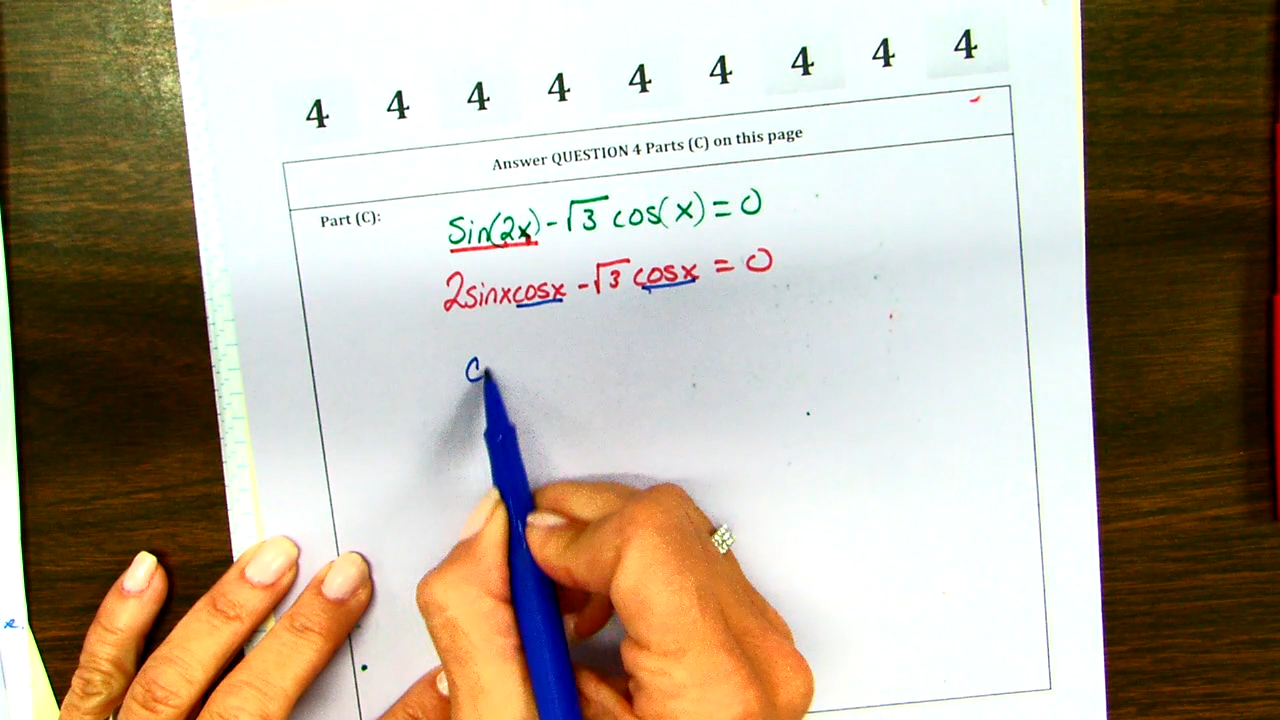 4 4 4 4 4 4 4 4 4
Answer QUESTION 4 Parts (C) on this page
Part (C):
sin(2x) - √3 cos(x) = 0
2sinxcosx - √3 cosx = 0
c